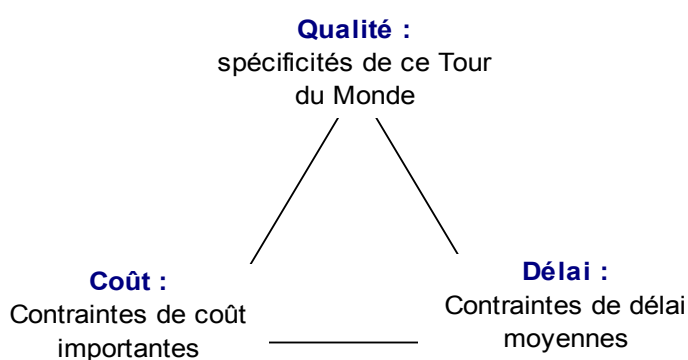 Qualité :
spécificités de ce Tour
du Monde
Coût :
Contraintes de coût
importantes
Délai :
Contraintes de délai
moyennes